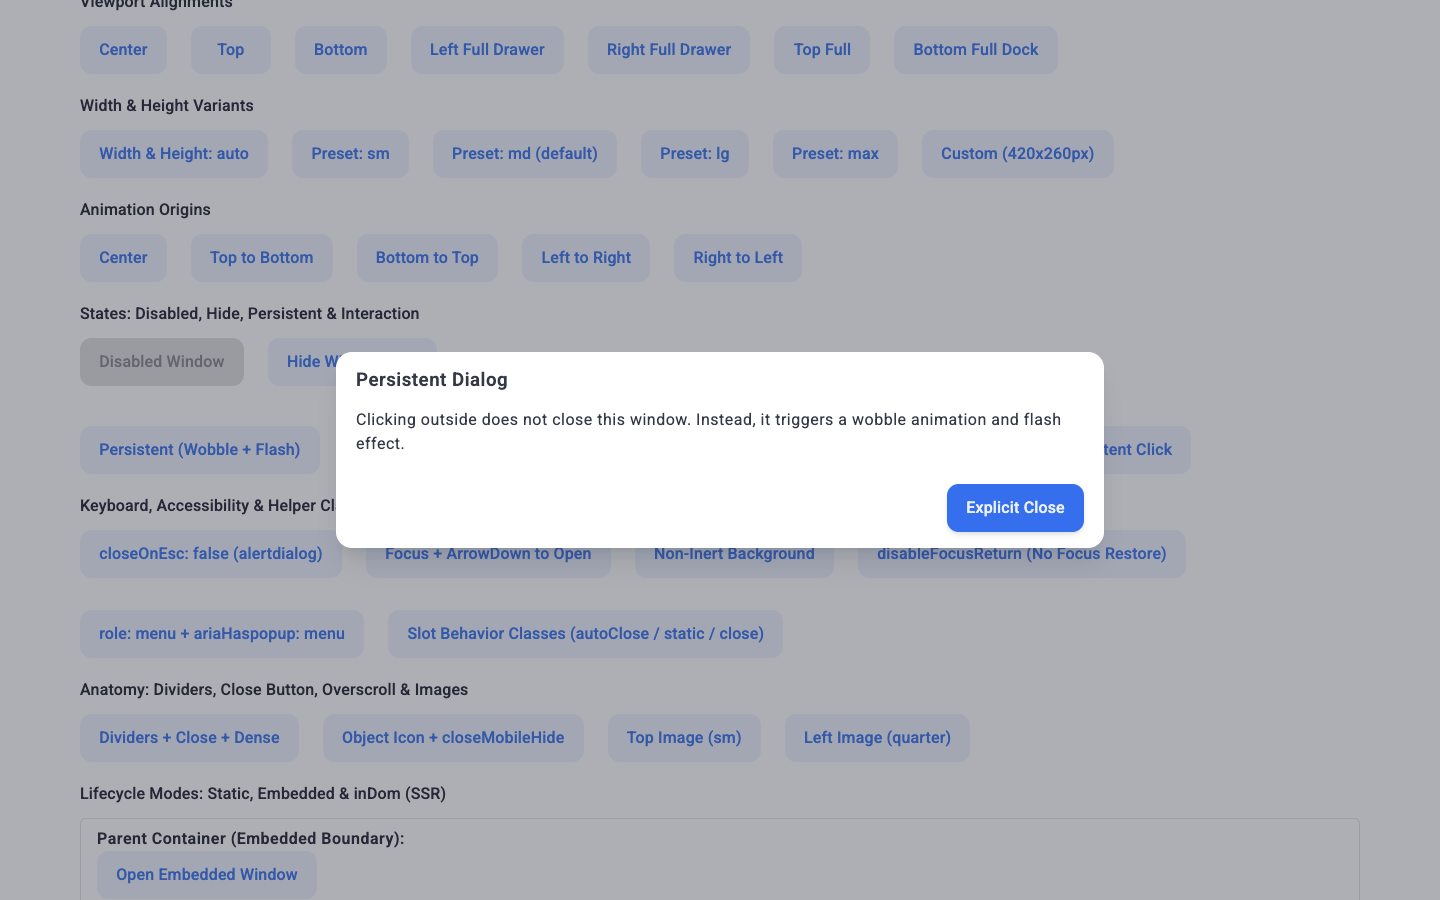 Viewport Alignments
Center Top Bottom Left Full Drawer Right Full Drawer Top Full Bottom Full Dock
Width & Height Variants
Width & Height: auto Preset: sm Preset: md (default) Preset: lg Preset: max Custom (420x260px)
Animation Origins
Center Top to Bottom Bottom to Top Left to Right Right to Left
States: Disabled, Hide, Persistent & Interaction
Disabled Window Hide
Persistent Dialog
Clicking outside does not close this window. Instead, it triggers a wobble animation and flash
effect.
Explicit Close
Persistent (Wobble + Flash) Click
Keyboard, Accessibility & Helper
closeOnEsc: false (alertdialog) Focus + ArrowDown to Open Non-Inert Background disableFocusReturn (No Focus Restore)
role: menu + ariaHaspopup: menu Slot Behavior Classes (autoClose / static / close)
Anatomy: Dividers, Close Button, Overscroll & Images
Dividers + Close + Dense Object Icon + closeMobileHide Top Image (sm) Left Image (quarter)
Lifecycle Modes: Static, Embedded & inDom (SSR)
Parent Container (Embedded Boundary):
Open Embedded Window